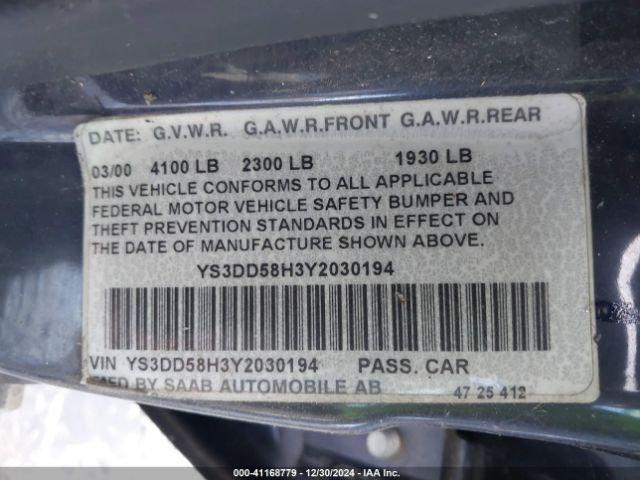 DATE: G.V.W.R. G.A.W.R.FRONT G.A.W.R.REAR
03/00 4100 LB 2300 LB 1930 LB
THIS VEHICLE CONFORMS TO ALL APPLICABLE
FEDERAL MOTOR VEHICLE SAFETY BUMPER AND
THEFT PREVENTION STANDARDS IN EFFECT ON
THE DATE OF MANUFACTURE SHOWN ABOVE.
YS3DD58H3Y2030194
VIN YS3DD58H3Y2030194 PASS. CAR
MFD BY SAAB AUTOMOBILE AB 47 25 412
000-41168779 - 12/30/2024 - IAA Inc.